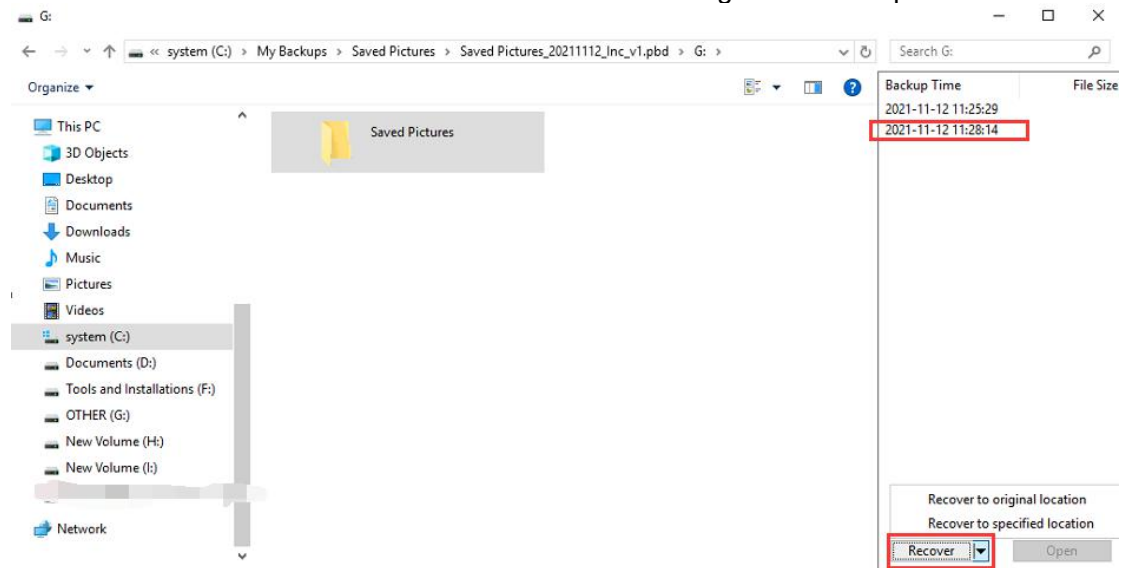 G:
« system (C:) › My Backups › Saved Pictures › Saved Pictures_20211112_Inc_v1.pbd › G: ›
Search G:
Organize
Backup Time File Size
2021-11-12 11:25:29
2021-11-12 11:28:14
This PC
3D Objects
Desktop
Documents
Downloads
Music
Pictures
Videos
system (C:)
Documents (D:)
Tools and Installations (F:)
OTHER (G:)
New Volume (H:)
New Volume (I:)
Network
Saved Pictures
Recover to original location
Recover to specified location
Recover Open